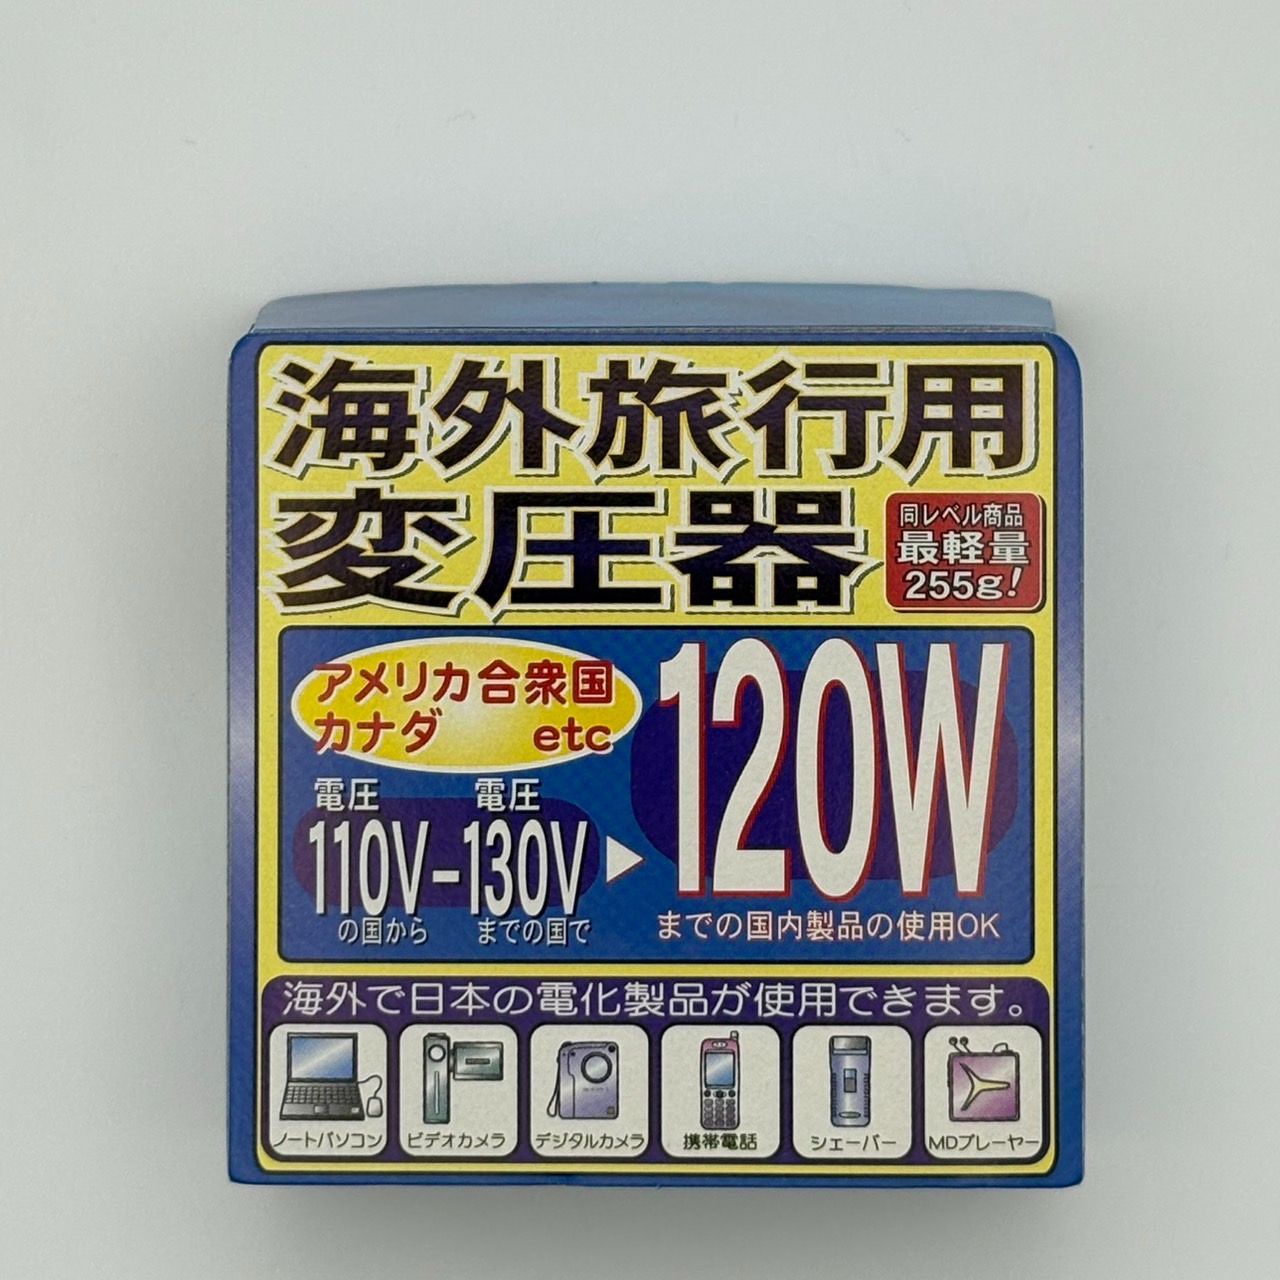 海外旅行用
変圧器
同レベル商品
最軽量
255g!
アメリカ合衆国
カナダ etc
電圧 電圧
110V-130V▶
の国から までの国で
120W
までの国内製品の使用OK
海外で日本の電化製品が使用できます。
ノートパソコン ビデオカメラ デジタルカメラ 携帯電話 シェーバー MDプレーヤー